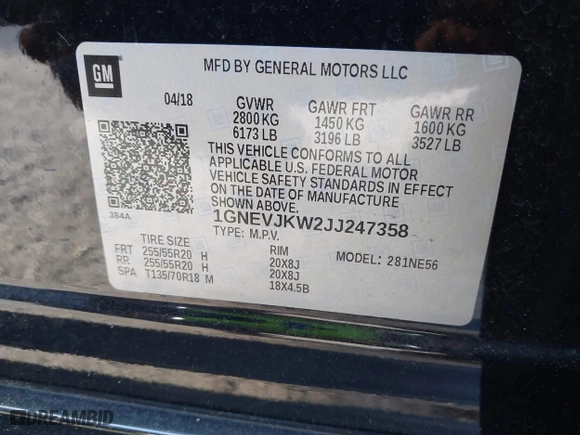 GM
MFD BY GENERAL MOTORS LLC
04/18 GVWR GAWR FRT GAWR RR
2800 KG 1450 KG 1600 KG
6173 LB 3196 LB 3527 LB
THIS VEHICLE CONFORMS TO ALL
APPLICABLE U.S. FEDERAL MOTOR
VEHICLE SAFETY STANDARDS IN EFFECT
ON THE DATE OF MANUFACTURE
SHOWN ABOVE.
384A
1GNEVJKW2JJ247358
TYPE: M.P.V. MODEL: 281NE56
TIRE SIZE RIM
FRT 255/55R20 H 20X8J
RR 255/55R20 H 20X8J
SPA T135/70R18 M 18X4.5B
DREAMBID